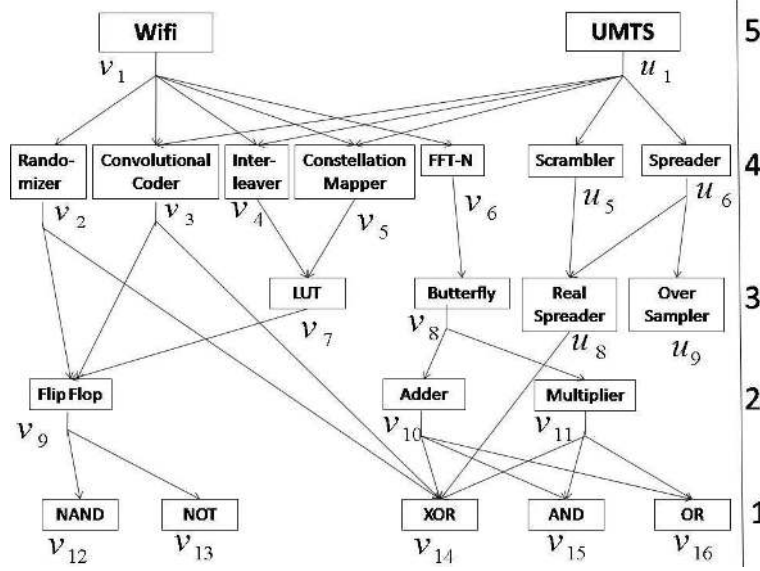 Wifi
UMTS
5
v1
u1
Rando-
mizer
Convolutional
Coder
Inter-
leaver
Constellation
Mapper
FFT-N
Scrambler
Spreader
4
v2
v3
v4
v5
v6
u5
u6
LUT
Butterfly
Real
Spreader
Over
Sampler
3
v7
v8
u8
u9
Flip Flop
Adder
Multiplier
2
v9
v10
v11
NAND
NOT
XOR
AND
OR
1
v12
v13
v14
v15
v16